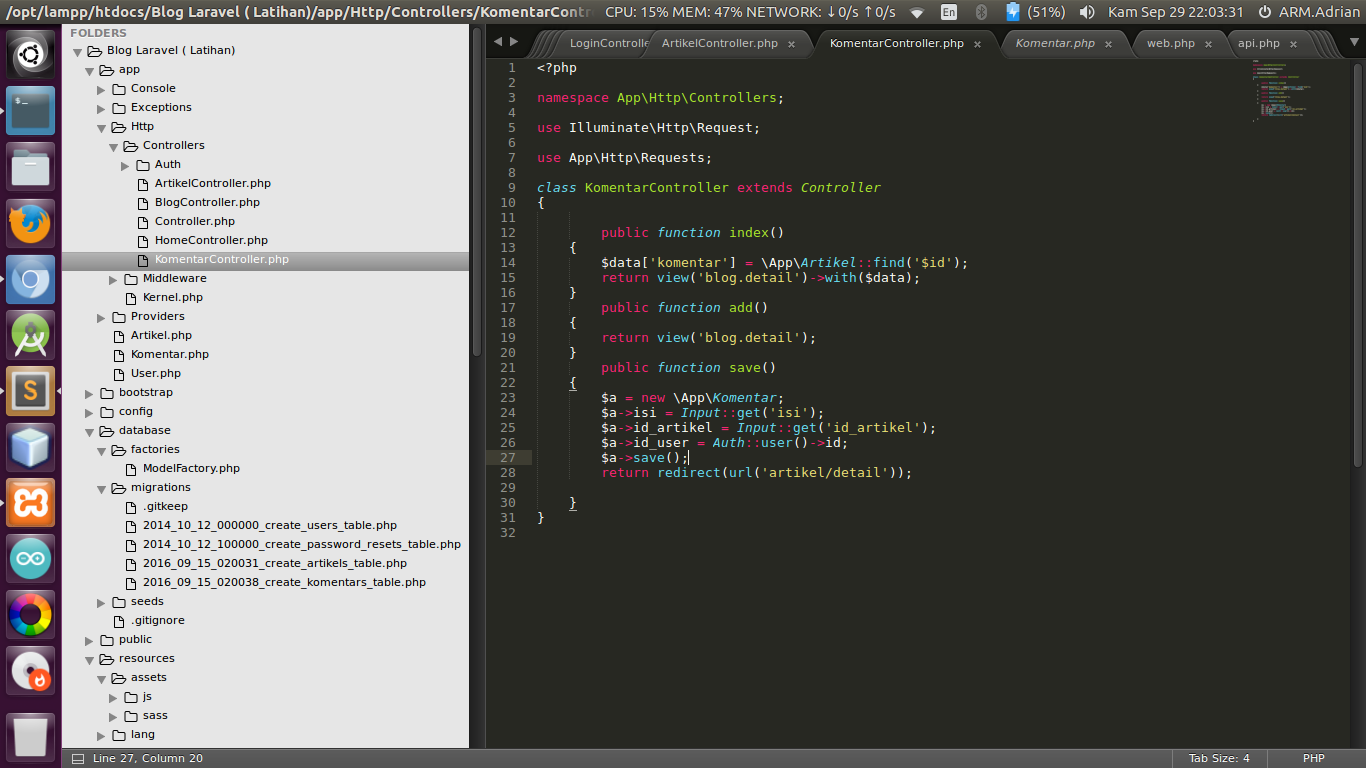 /opt/lampp/htdocs/Blog Laravel ( Latihan)/app/Http/Controllers/KomentarContr
CPU: 15% MEM: 47% NETWORK: ↓0/s ↑0/s En (51%) Kam Sep 29 22:03:31 ARM.Adrian
FOLDERS
Blog Laravel ( Latihan)
app
Console
Exceptions
Http
Controllers
Auth
ArtikelController.php
BlogController.php
Controller.php
HomeController.php
KomentarController.php
Middleware
Kernel.php
Providers
Artikel.php
Komentar.php
User.php
bootstrap
config
database
factories
ModelFactory.php
migrations
.gitkeep
2014_10_12_000000_create_users_table.php
2014_10_12_100000_create_password_resets_table.php
2016_09_15_020031_create_artikels_table.php
2016_09_15_020038_create_komentars_table.php
seeds
.gitignore
public
resources
assets
js
sass
lang
LoginControlle ArtikelController.php × KomentarController.php × Komentar.php × web.php × api.php ×
1 <?php
2
3 namespace App\Http\Controllers;
4
5 use Illuminate\Http\Request;
6
7 use App\Http\Requests;
8
9 class KomentarController extends Controller
10 {
11
12 public function index()
13 {
14 $data['komentar'] = \App\Artikel::find('$id');
15 return view('blog.detail')->with($data);
16 }
17 public function add()
18 {
19 return view('blog.detail');
20 }
21 public function save()
22 {
23 $a = new \App\Komentar;
24 $a->isi = Input::get('isi');
25 $a->id_artikel = Input::get('id_artikel');
26 $a->id_user = Auth::user()->id;
27 $a->save();
28 return redirect(url('artikel/detail'));
29
30 }
31 }
32
Line 27, Column 20
Tab Size: 4 PHP